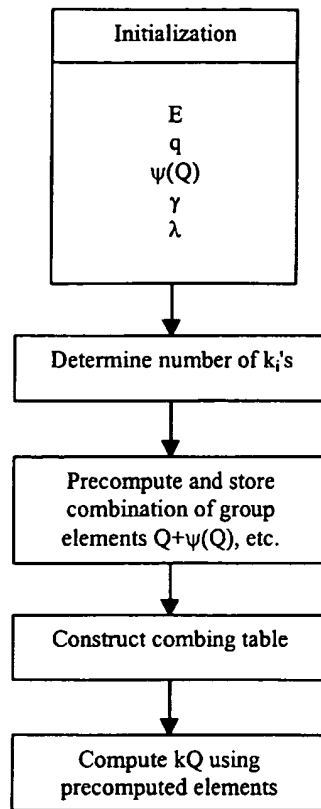 Initialization
E
q
ψ(Q)
γ
λ
Determine number of kᵢ's
Precompute and store
combination of group
elements Q+ψ(Q), etc.
Construct combing table
Compute kQ using
precomputed elements